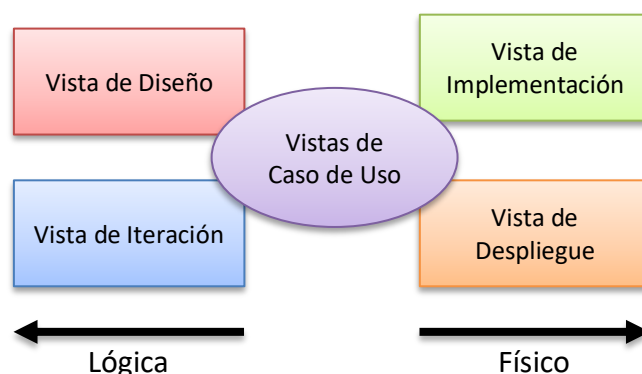 Vista de Diseño
Vista de
Implementación
Vistas de
Caso de Uso
Vista de Iteración
Vista de
Despliegue
Lógica
Físico